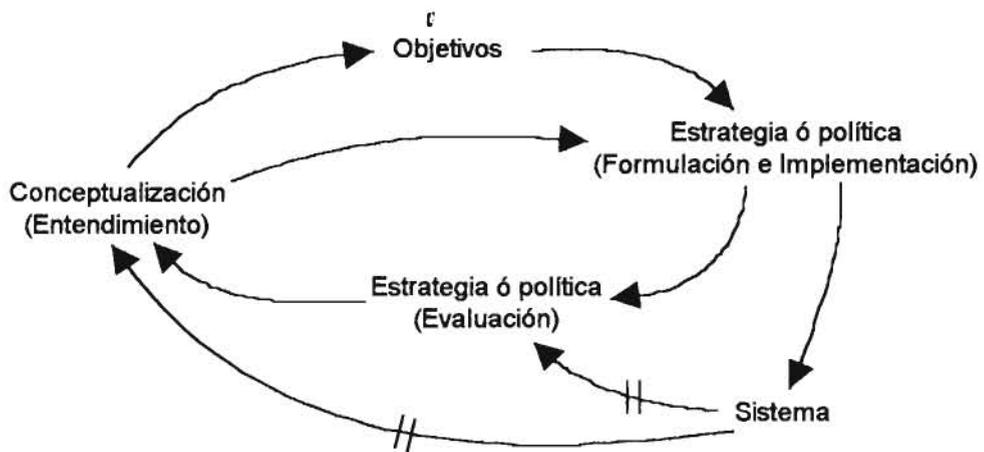 Objetivos
Estrategia ó política
(Formulación e Implementación)
Conceptualización
(Entendimiento)
Estrategia ó política
(Evaluación)
Sistema